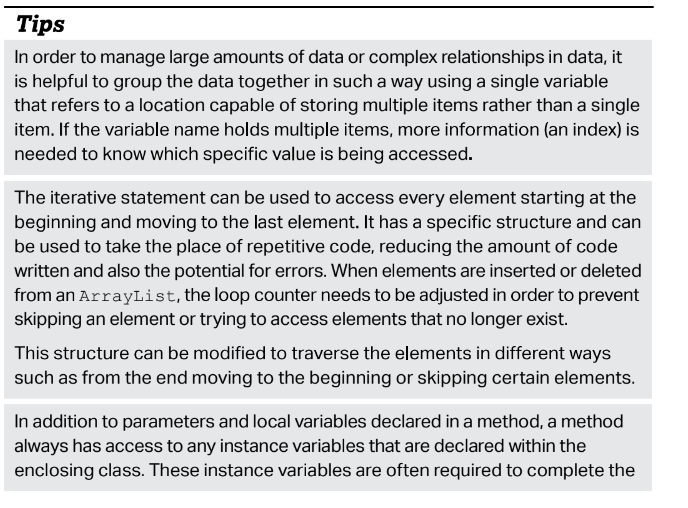 Tips
In order to manage large amounts of data or complex relationships in data, it
is helpful to group the data together in such a way using a single variable
that refers to a location capable of storing multiple items rather than a single
item. If the variable name holds multiple items, more information (an index) is
needed to know which specific value is being accessed.
The iterative statement can be used to access every element starting at the
beginning and moving to the last element. It has a specific structure and can
be used to take the place of repetitive code, reducing the amount of code
written and also the potential for errors. When elements are inserted or deleted
from an ArrayList, the loop counter needs to be adjusted in order to prevent
skipping an element or trying to access elements that no longer exist.
This structure can be modified to traverse the elements in different ways
such as from the end moving to the beginning or skipping certain elements.
In addition to parameters and local variables declared in a method, a method
always has access to any instance variables that are declared within the
enclosing class. These instance variables are often required to complete the